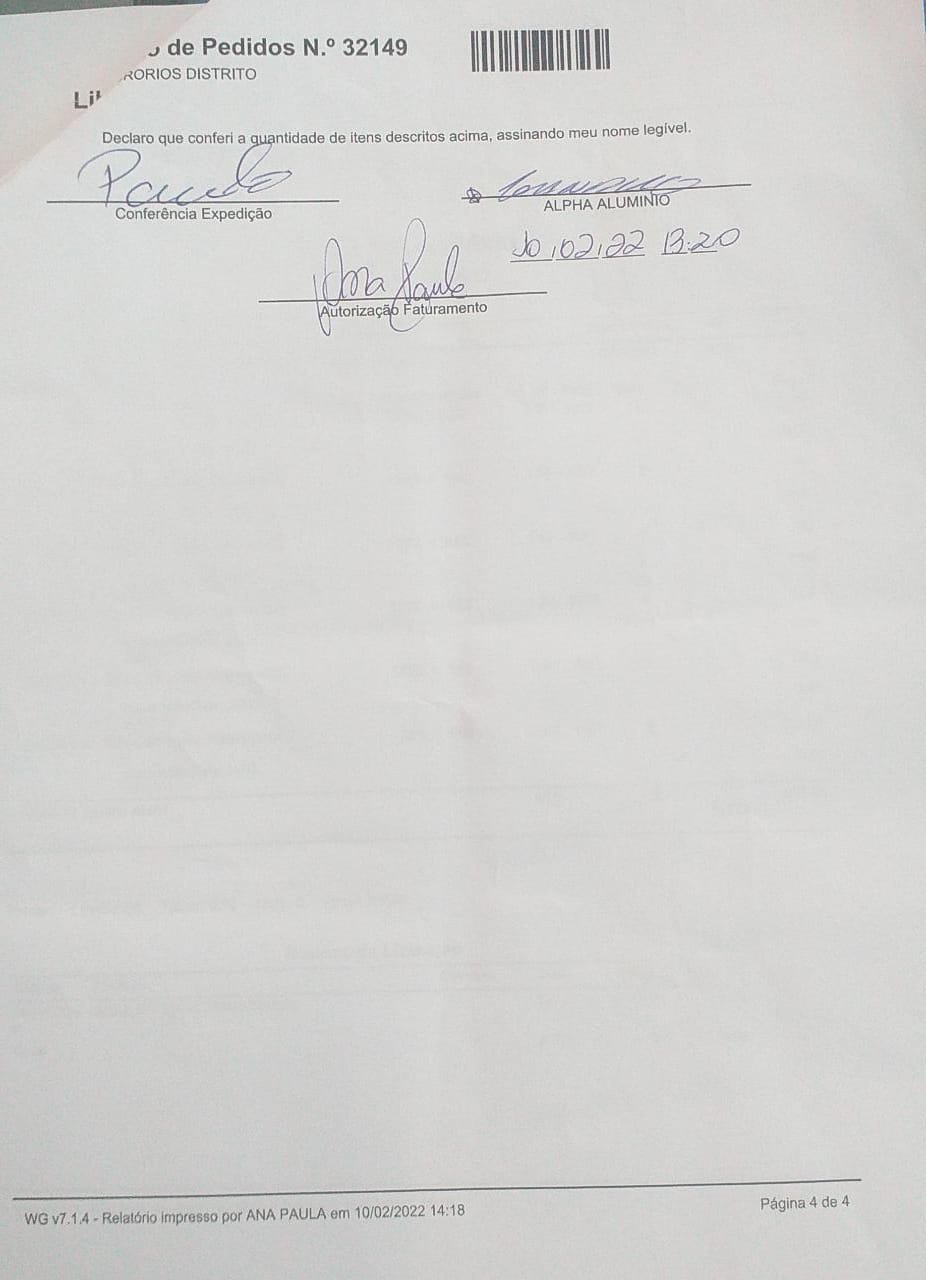 de Pedidos N.º 32149
RORIOS DISTRITO
Li
Declaro que conferi a quantidade de itens descritos acima, assinando meu nome legível.
Paulo
Conferência Expedição
ALPHA ALUMINIO
10,02,22 13:20
Ana Paula
Autorização Faturamento
WG v7.1.4 - Relatório impresso por ANA PAULA em 10/02/2022 14:18
Página 4 de 4